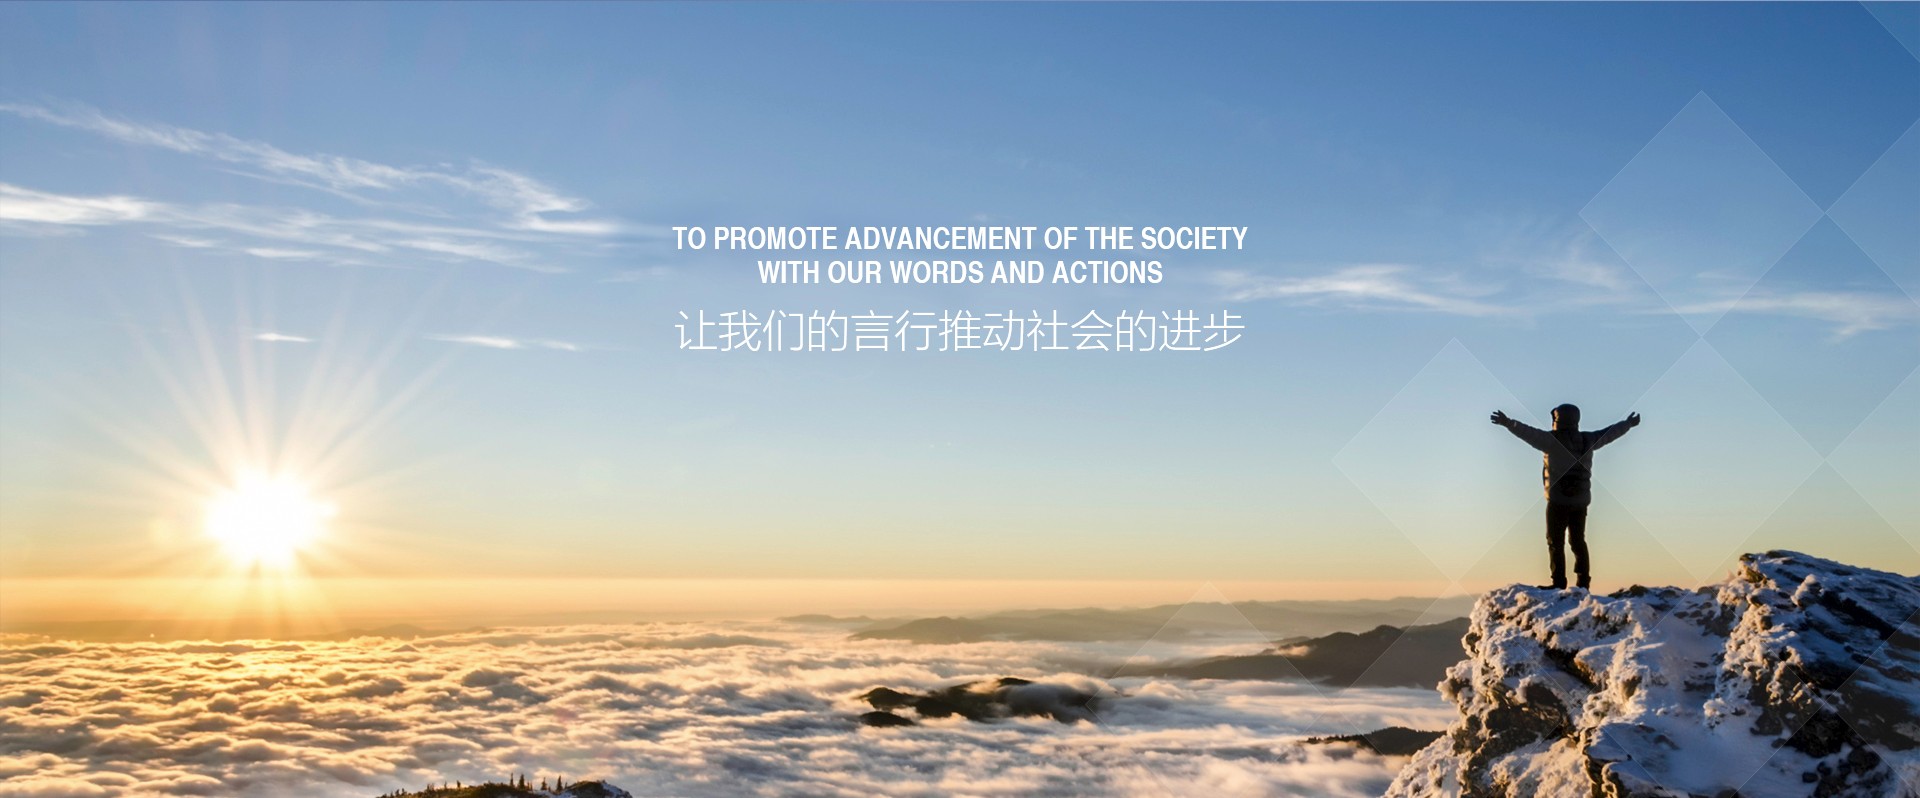 TO PROMOTE ADVANCEMENT OF THE SOCIETY
WITH OUR WORDS AND ACTIONS
让我们的言行推动社会的进步